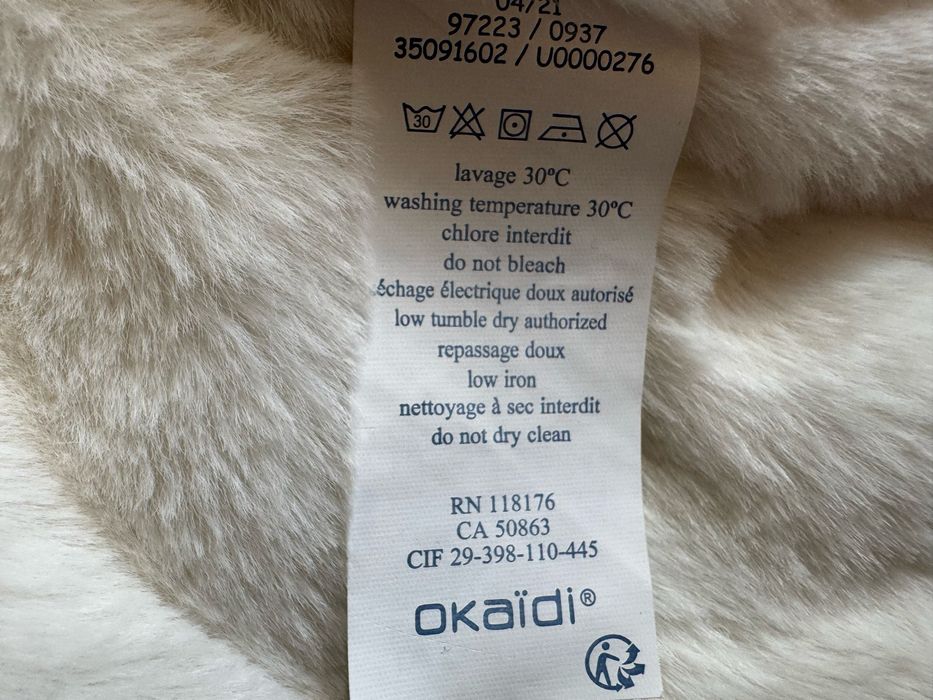 04/21
97223 / 0937
35091602 / U0000276
30
lavage 30ºC
washing temperature 30ºC
chlore interdit
do not bleach
échage électrique doux autorisé
low tumble dry authorized
repassage doux
low iron
nettoyage à sec interdit
do not dry clean
RN 118176
CA 50863
CIF 29-398-110-445
OKaïdi®